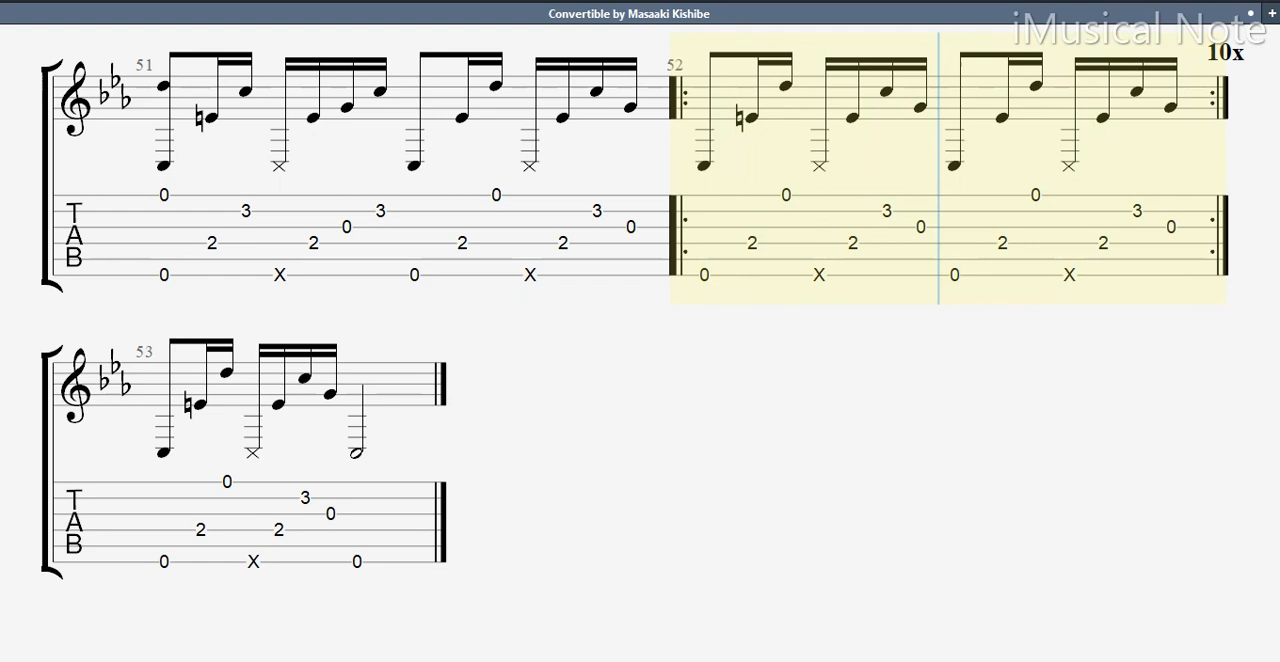 Convertible by Masaaki Kishibe
+
iMusical Note
10x
51
52
0 0 0 0
3 3 3 3 3
0 0 0 0
T
A 2 2 2 2 2 2 2 2
B
0 X 0 X 0 X 0 X
53
0
T 3
0
A 2 2
B
0 X 0